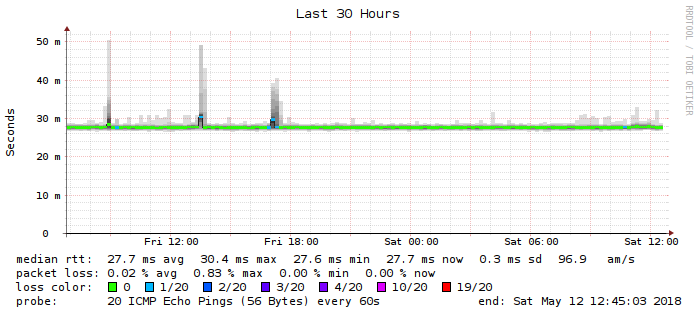 Last 30 Hours
RRDTOOL / TOBI OETIKER
Seconds
50 m
40 m
30 m
20 m
10 m
0
Fri 12:00 Fri 18:00 Sat 00:00 Sat 06:00 Sat 12:00
median rtt: 27.7 ms avg 30.4 ms max 27.6 ms min 27.7 ms now 0.3 ms sd 96.9 am/s
packet loss: 0.02 % avg 0.83 % max 0.00 % min 0.00 % now
loss color: 0 1/20 2/20 3/20 4/20 10/20 19/20
probe: 20 ICMP Echo Pings (56 Bytes) every 60s end: Sat May 12 12:45:03 2018